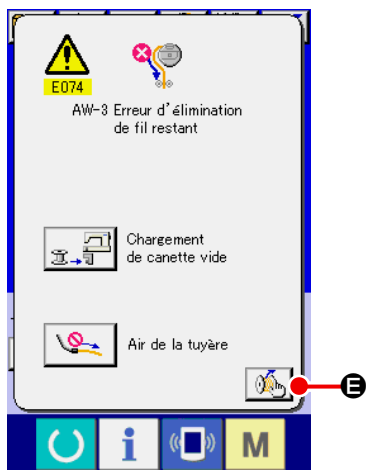 E074
AW-3 Erreur d'élimination
de fil restant
Chargement
de canette vide
Air de la tuyère
E
i
M